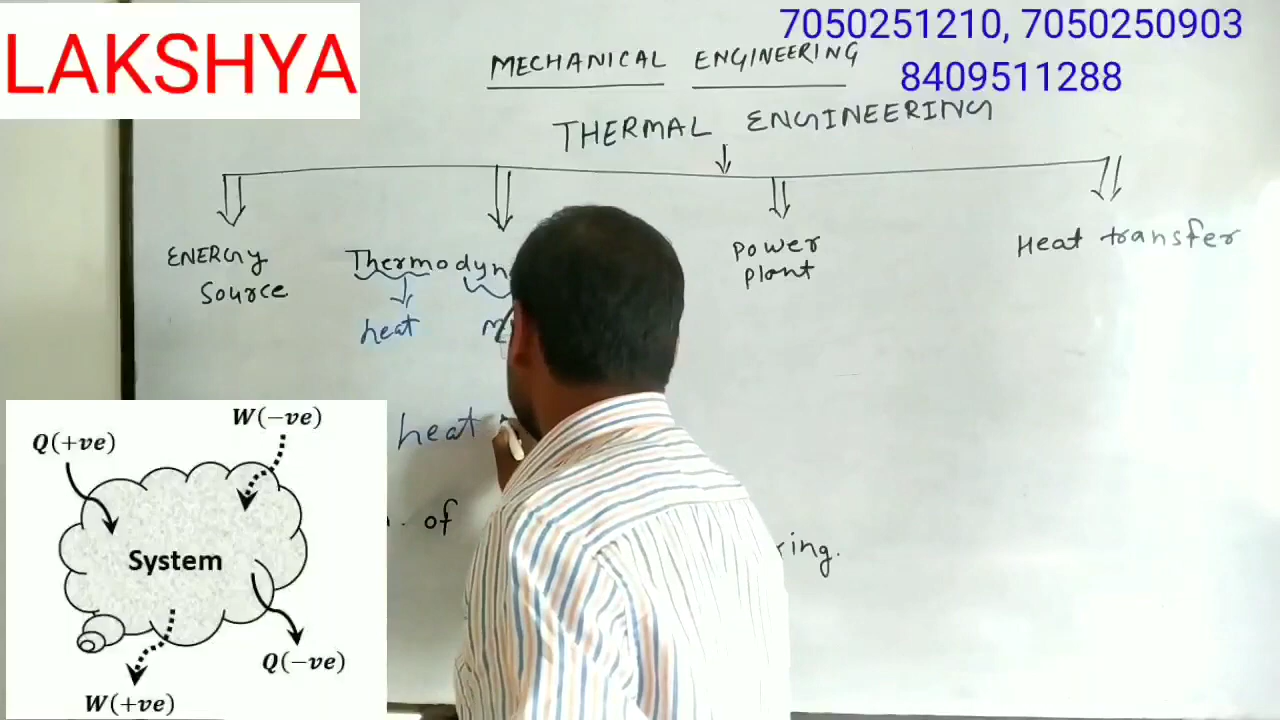 LAKSHYA
7050251210, 7050250903
8409511288
MECHANICAL ENGINEERING
THERMAL ENGINEERING
ENERGY
Source
Thermodyn
heat
Power
plant
Heat transfer
heat
of
ring.
W(-ve)
Q(+ve)
System
Q(-ve)
W(+ve)